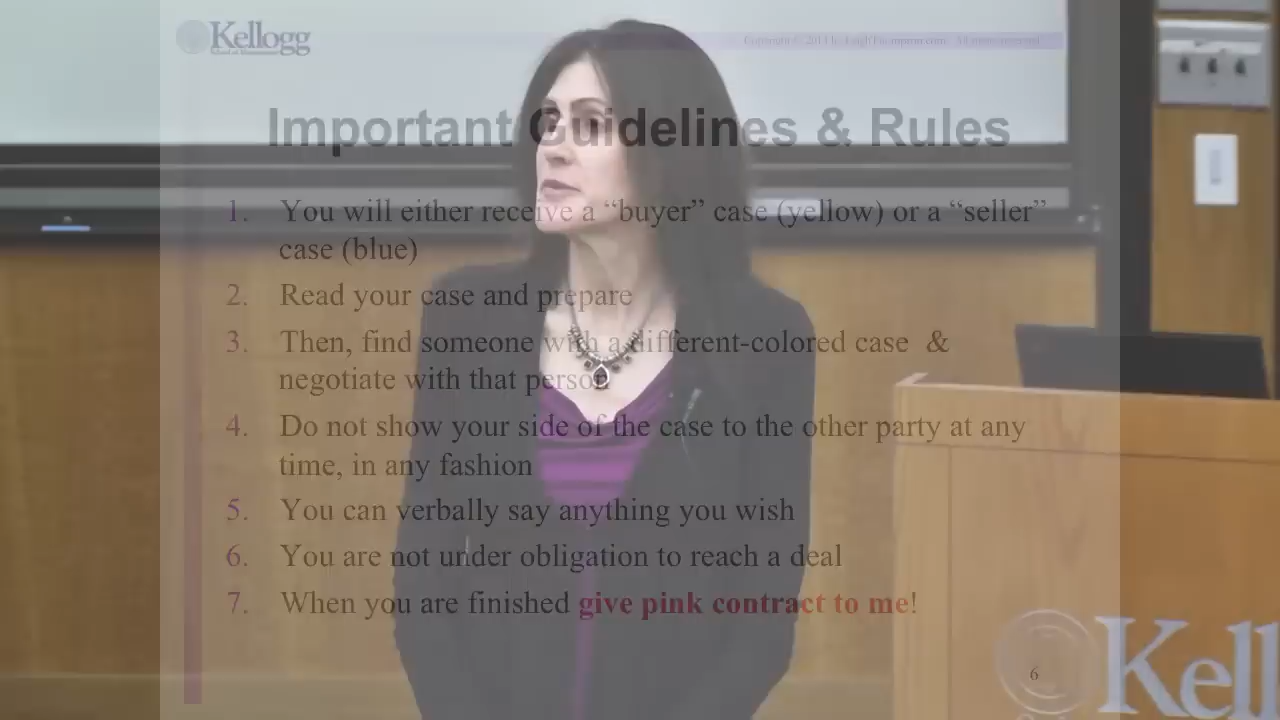 Kellogg
School of Management
Important Guidelines & Rules
1. You will either receive a “buyer” case (yellow) or a “seller”
case (blue)
2. Read your case and prepare
3. Then, find someone with a different-colored case &
negotiate with that person
4. Do not show your side of the case to the other party at any
time, in any fashion
5. You can verbally say anything you wish
6. You are not under obligation to reach a deal
7. When you are finished give pink contract to me!
6
Kell